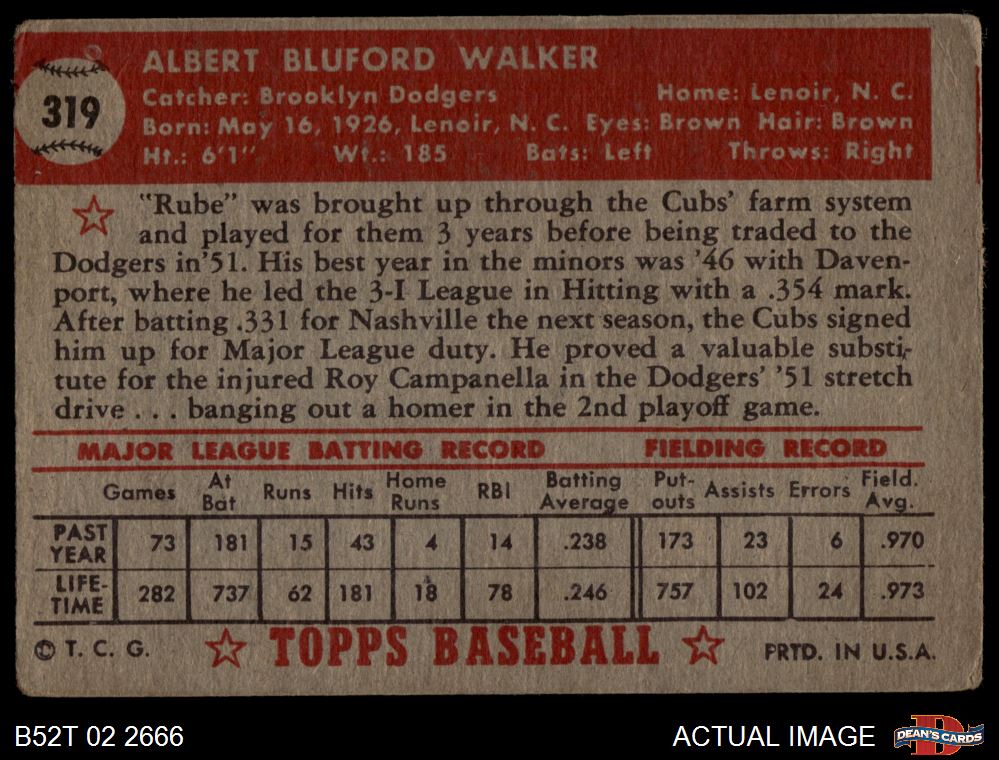 319
ALBERT BLUFORD WALKER
Catcher: Brooklyn Dodgers Home: Lenoir, N. C.
Born: May 16, 1926, Lenoir, N. C. Eyes: Brown Hair: Brown
Ht.: 6'1" Wt.: 185 Bats: Left Throws: Right
"Rube" was brought up through the Cubs' farm system
and played for them 3 years before being traded to the
Dodgers in '51. His best year in the minors was '46 with Daven-
port, where he led the 3-I League in Hitting with a .354 mark.
After batting .331 for Nashville the next season, the Cubs signed
him up for Major League duty. He proved a valuable substi-
tute for the injured Roy Campanella in the Dodgers' '51 stretch
drive . . . banging out a homer in the 2nd playoff game.
MAJOR LEAGUE BATTING RECORD FIELDING RECORD
Games At Bat Runs Hits Home Runs RBI Batting Average Put-outs Assists Errors Field. Avg.
PAST YEAR 73 181 15 43 4 14 .238 173 23 6 .970
LIFE-TIME 282 737 62 181 18 78 .246 757 102 24 .973
© T. C. G. TOPPS BASEBALL PRTD. IN U.S.A.
B52T 02 2666 ACTUAL IMAGE DEAN'S CARDS